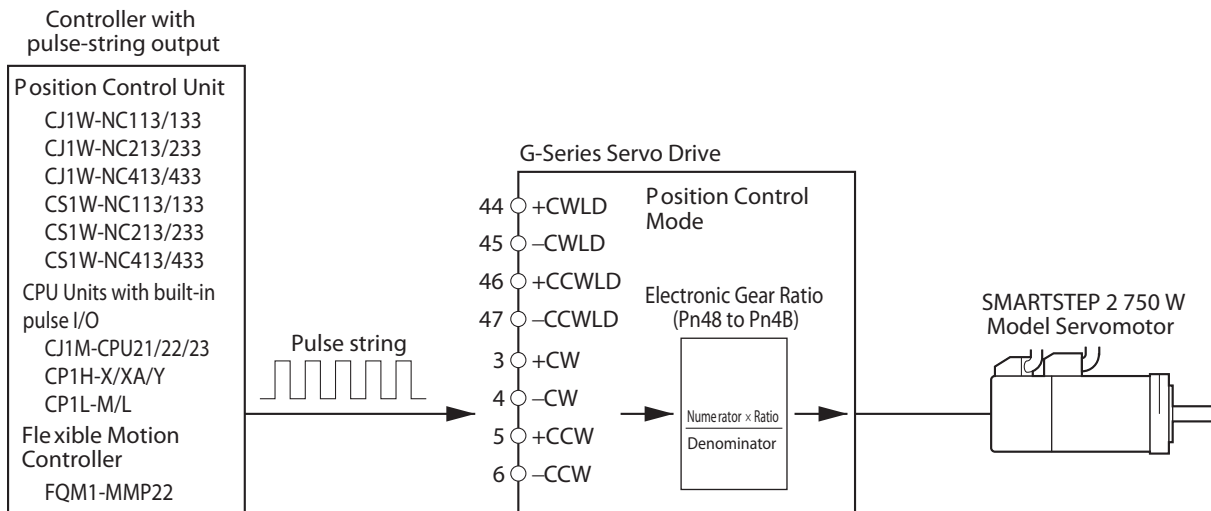 Controller with
pulse-string output
Position Control Unit
CJ1W-NC113/133
CJ1W-NC213/233
CJ1W-NC413/433
CS1W-NC113/133
CS1W-NC213/233
CS1W-NC413/433
CPU Units with built-in
pulse I/O
CJ1M-CPU21/22/23
CP1H-X/XA/Y
CP1L-M/L
Flexible Motion
Controller
FQM1-MMP22
Pulse string
G-Series Servo Drive
44 +CWLD
45 –CWLD
46 +CCWLD
47 –CCWLD
3 +CW
4 –CW
5 +CCW
6 –CCW
Position Control
Mode
Electronic Gear Ratio
(Pn48 to Pn4B)
Numerator × Ratio
Denominator
SMARTSTEP 2 750 W
Model Servomotor